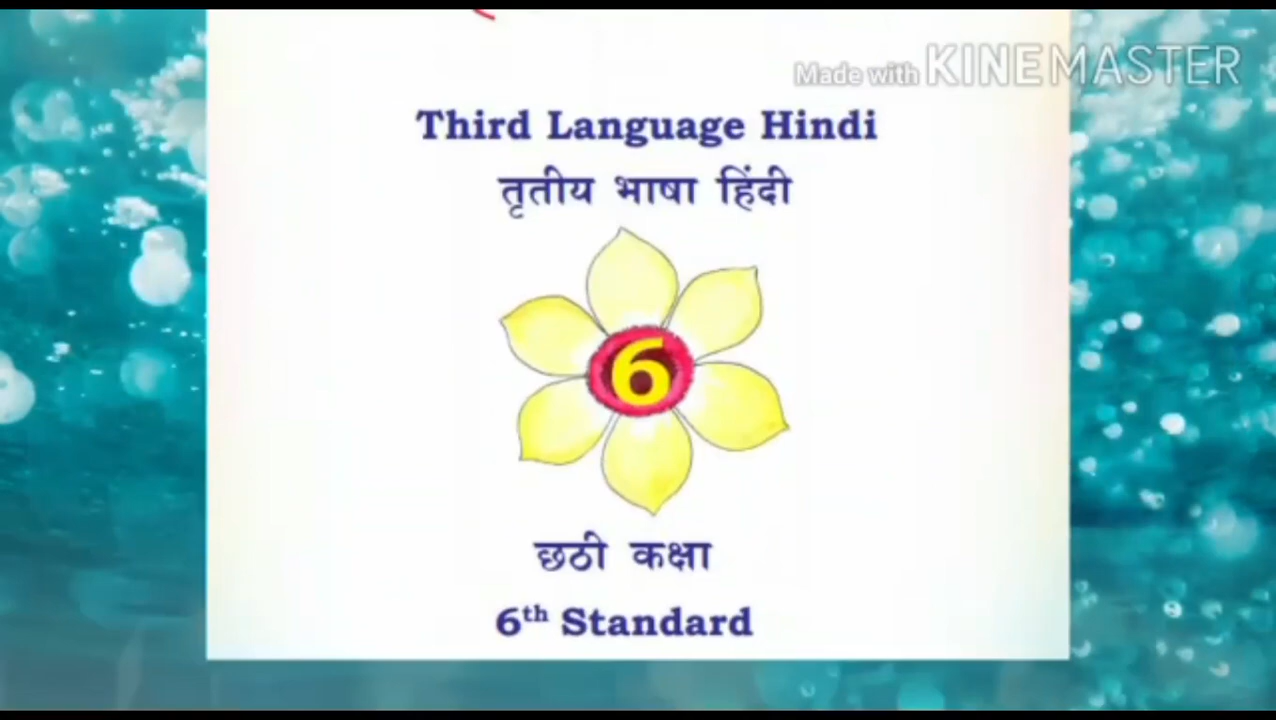 Made with KINEMASTER
Third Language Hindi
तृतीय भाषा हिंदी
6
छठी कक्षा
6th Standard